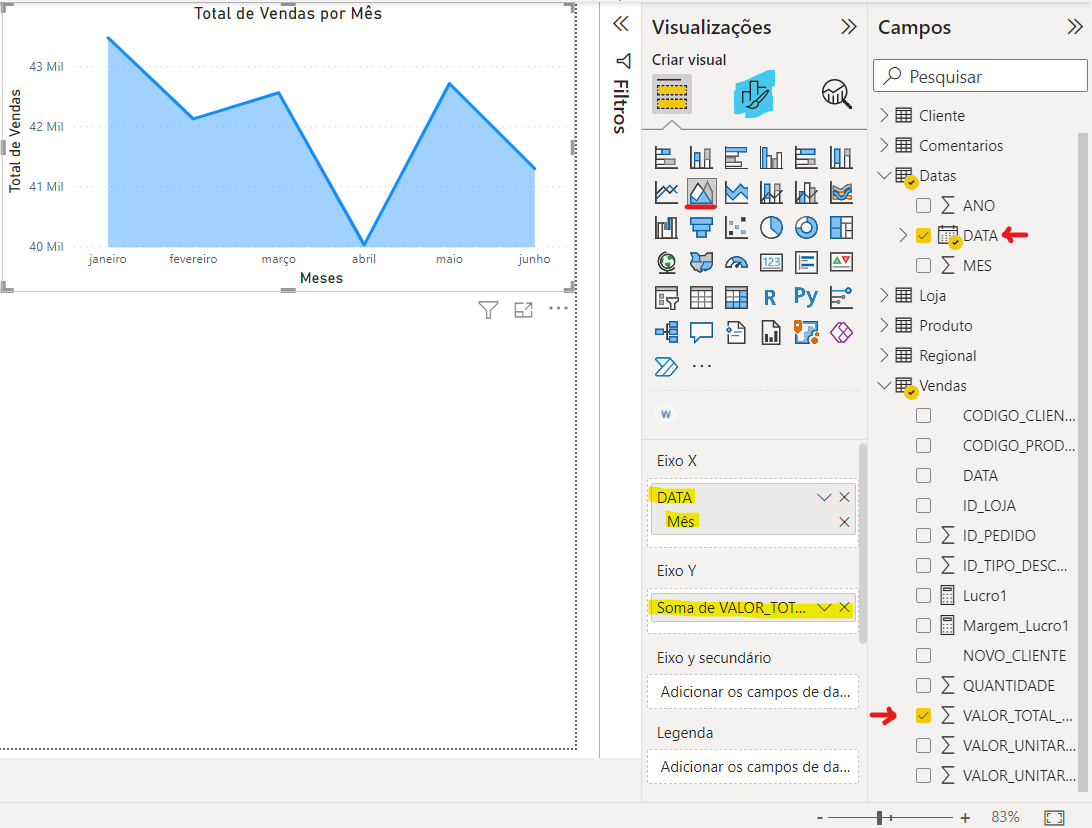 Total de Vendas por Mês
Total de Vendas
43 Mil
42 Mil
41 Mil
40 Mil
janeiro fevereiro março abril maio junho
Meses
Filtros
Visualizações
Criar visual
123
R
Py
...
W
Eixo X
DATA
Mês
Eixo Y
Soma de VALOR_TOT...
Eixo y secundário
Adicionar os campos de da...
Legenda
Adicionar os campos de da...
Campos
Pesquisar
Cliente
Comentarios
Datas
ANO
DATA
MES
Loja
Produto
Regional
Vendas
CODIGO_CLIEN...
CODIGO_PROD...
DATA
ID_LOJA
ID_PEDIDO
ID_TIPO_DESC...
Lucro1
Margem_Lucro1
NOVO_CLIENTE
QUANTIDADE
VALOR_TOTAL_...
VALOR_UNITAR...
VALOR_UNITAR...
- + 83%